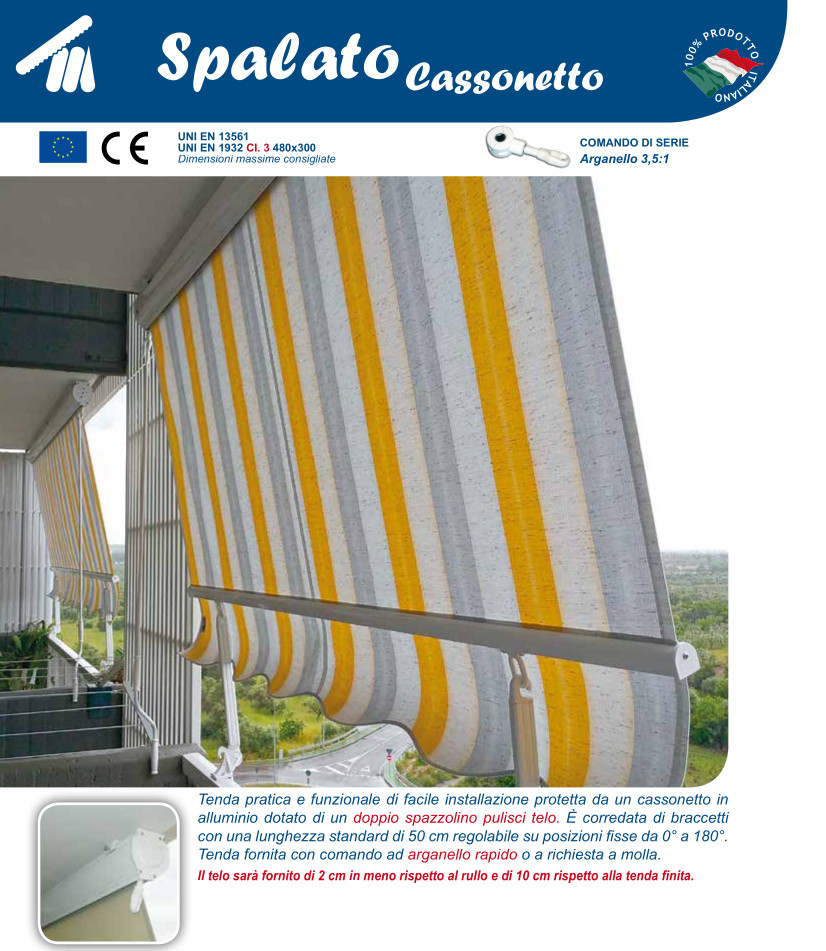 Spalato Cassonetto
100% PRODOTTO ITALIANO
UNI EN 13561
UNI EN 1932 Cl. 3 480x300
Dimensioni massime consigliate
COMANDO DI SERIE
Arganello 3,5:1
CE
Tenda pratica e funzionale di facile installazione protetta da un cassonetto in
alluminio dotato di un doppio spazzolino pulisci telo. È corredata di braccetti
con una lunghezza standard di 50 cm regolabile su posizioni fisse da 0° a 180°.
Tenda fornita con comando ad arganello rapido o a richiesta a molla.
Il telo sarà fornito di 2 cm in meno rispetto al rullo e di 10 cm rispetto alla tenda finita.